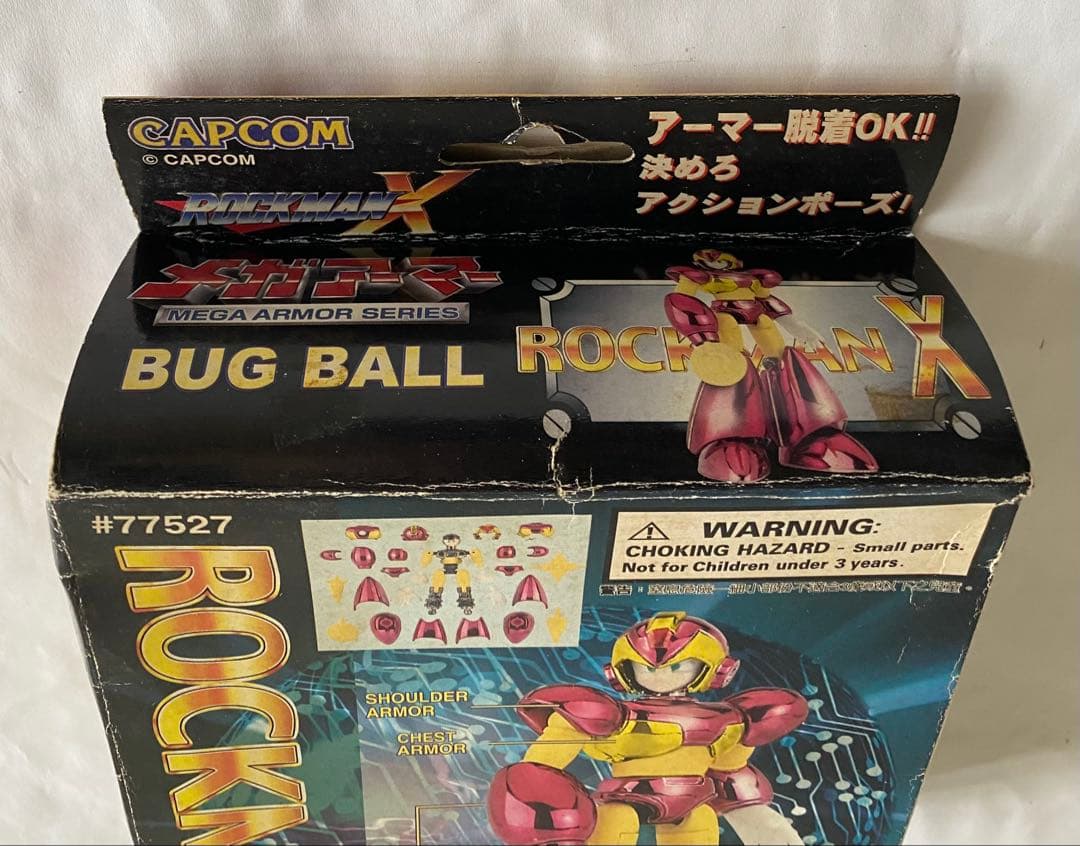 CAPCOM
© CAPCOM
ROCKMAN X
アーマー脱着OK!!
決めろ
アクションポーズ!
メガアーマー
MEGA ARMOR SERIES
BUG BALL
ROCKMAN X
#77527
WARNING:
CHOKING HAZARD - Small parts.
Not for Children under 3 years.
SHOULDER
ARMOR
CHEST
ARMOR
ROCKM